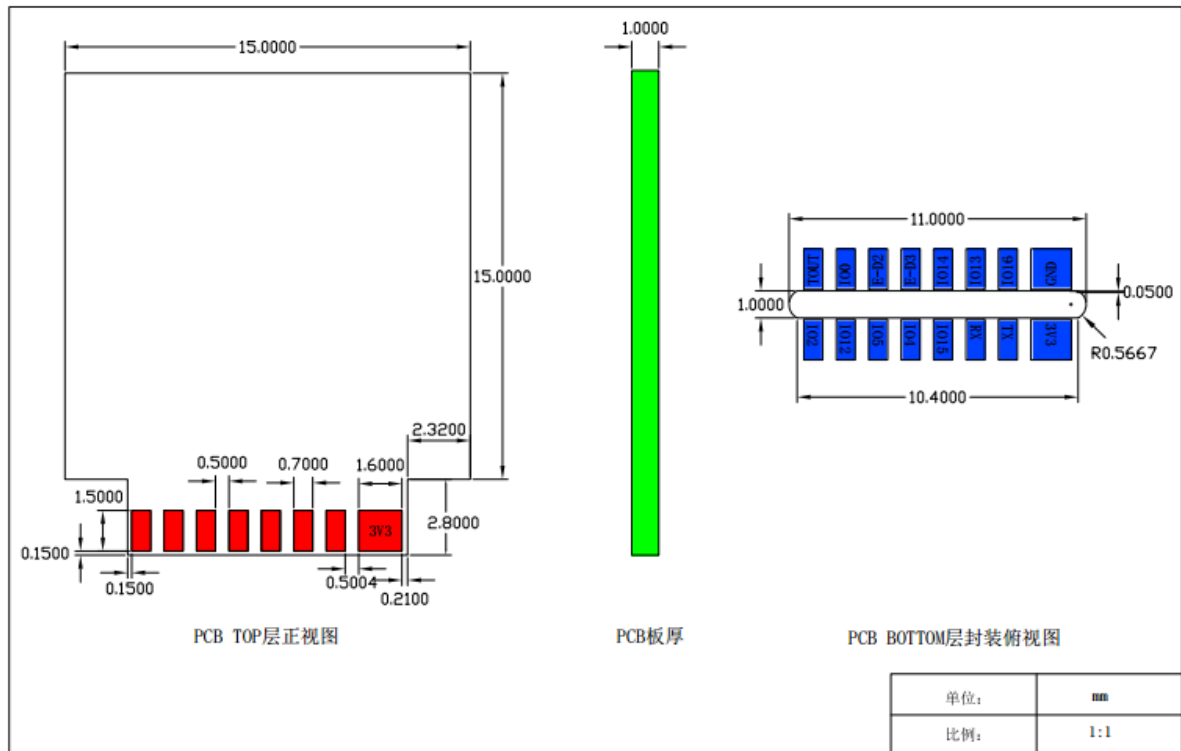 15.0000
1.0000
15.0000
2.3200
0.5000
0.7000
1.6000
1.5000
3V3
2.8000
0.1500
0.1500
0.5004
0.2100
11.0000
TOUT
IO0
E-D2
E-D3
IO14
IO13
IO16
GND
1.0000
0.0500
IO2
IO12
IO5
IO4
IO15
RX
TX
3V3
R0.5667
10.4000
PCB TOP层正视图
PCB板厚
PCB BOTTOM层封装俯视图
单位: mm
比例: 1:1